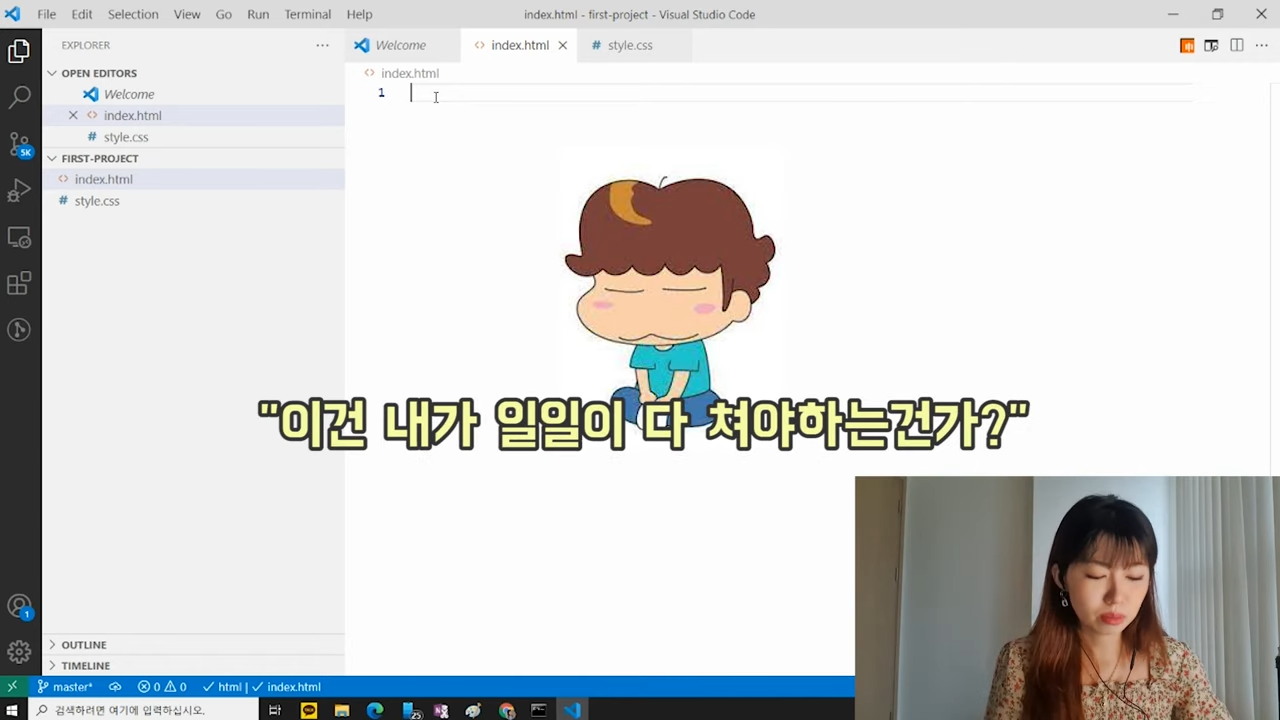 File Edit Selection View Go Run Terminal Help
index.html - first-project - Visual Studio Code
EXPLORER
Welcome
index.html
style.css
OPEN EDITORS
index.html
Welcome
1
index.html
style.css
5K
FIRST-PROJECT
index.html
style.css
"이건 내가 일일이 다 쳐야하는건가?"
1
OUTLINE
TIMELINE
master*
0
0
html
index.html
검색하려면 여기에 입력하십시오.
25